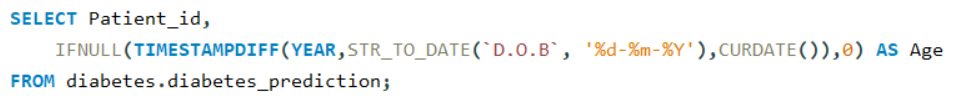 SELECT Patient_id,
    IFNULL(TIMESTAMPDIFF(YEAR,STR_TO_DATE(`D.O.B`, '%d-%m-%Y'),CURDATE()),0) AS Age
FROM diabetes.diabetes_prediction;